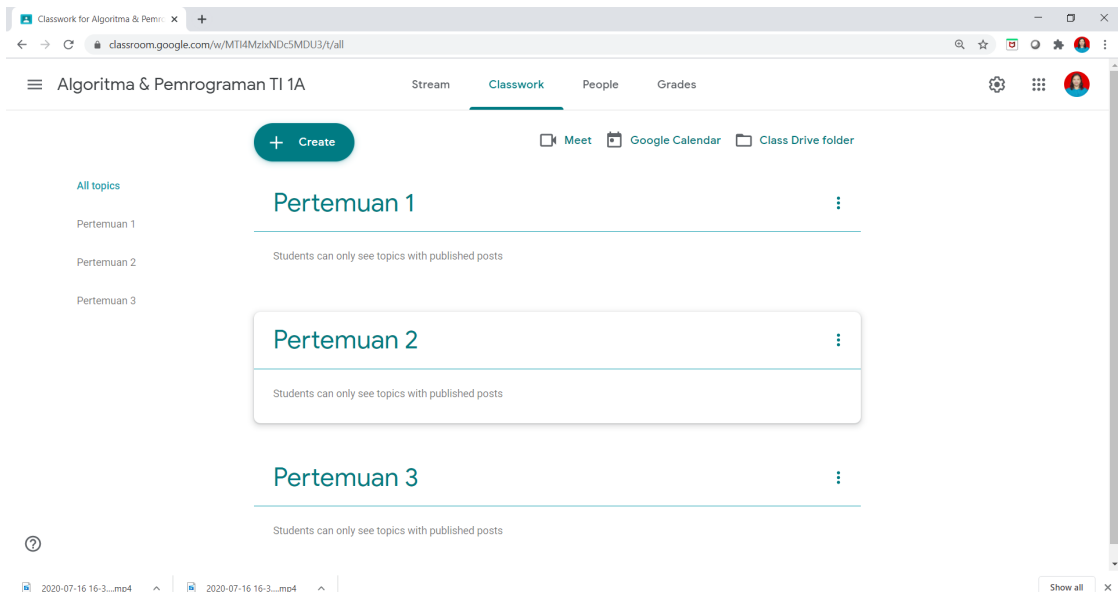 Classwork for Algoritma & Pemro
classroom.google.com/w/MTI4MzIxNDc5MDU3/t/all
Algoritma & Pemrograman TI 1A
Stream
Classwork
People
Grades
Create
Meet
Google Calendar
Class Drive folder
All topics
Pertemuan 1
Pertemuan 2
Pertemuan 3
Pertemuan 1
Students can only see topics with published posts
Pertemuan 2
Students can only see topics with published posts
Pertemuan 3
Students can only see topics with published posts
2020-07-16 16-3....mp4
2020-07-16 16-3....mp4
Show all